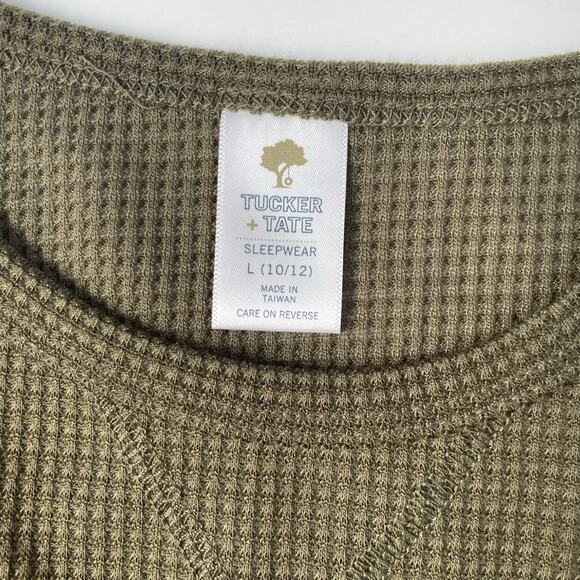 TUCKER
+ TATE
SLEEPWEAR
L (10/12)
MADE IN
TAIWAN
CARE ON REVERSE